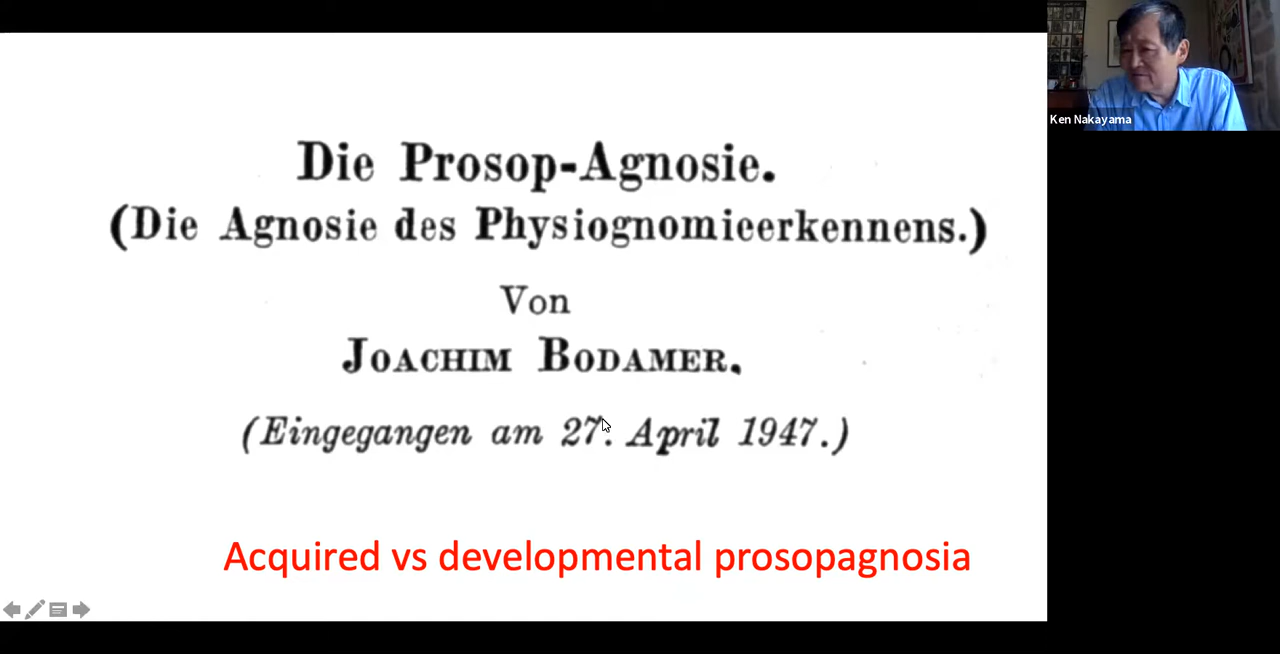 Die Prosop-Agnosie.
(Die Agnosie des Physiognomieerkennens.)
Von
JOACHIM BODAMER.
(Eingegangen am 27. April 1947.)
Acquired vs developmental prosopagnosia
Ken Nakayama